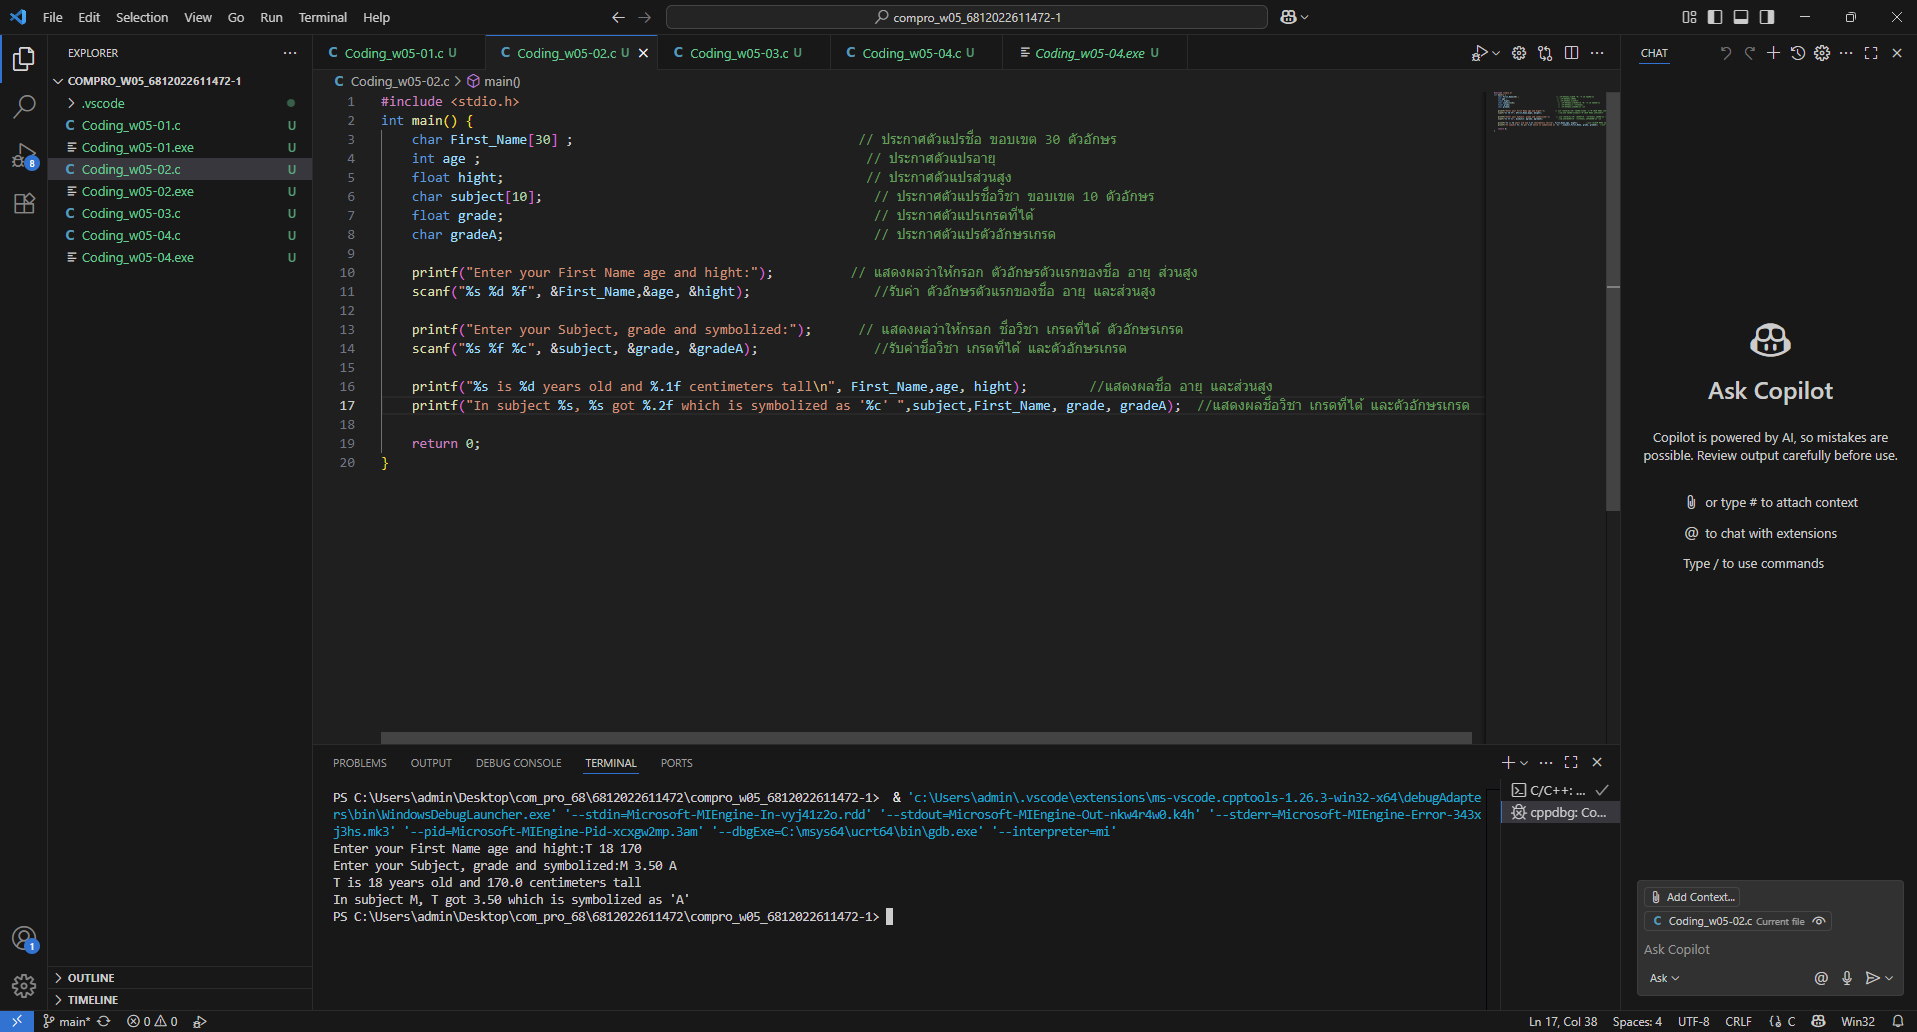 File Edit Selection View Go Run Terminal Help
compro_w05_6812022611472-1
EXPLORER
COMPRO_W05_6812022611472-1
.vscode
Coding_w05-01.c U
Coding_w05-01.exe U
Coding_w05-02.c U
Coding_w05-02.exe U
Coding_w05-03.c U
Coding_w05-04.c U
Coding_w05-04.exe U
8
1
OUTLINE
TIMELINE
C Coding_w05-01.c U C Coding_w05-02.c U C Coding_w05-03.c U C Coding_w05-04.c U Coding_w05-04.exe U
C Coding_w05-02.c > main()
1 #include <stdio.h>
2 int main() {
3 char First_Name[30] ; // ประกาศตัวแปรชื่อ ขอบเขต 30 ตัวอักษร
4 int age ; // ประกาศตัวแปรอายุ
5 float hight; // ประกาศตัวแปรส่วนสูง
6 char subject[10]; // ประกาศตัวแปรชื่อวิชา ขอบเขต 10 ตัวอักษร
7 float grade; // ประกาศตัวแปรเกรดที่ได้
8 char gradeA; // ประกาศตัวแปรตัวอักษรเกรด
9
10 printf("Enter your First Name age and hight:"); // แสดงผลว่าให้กรอก ตัวอักษรตัวแรกของชื่อ อายุ ส่วนสูง
11 scanf("%s %d %f", &First_Name,&age, &hight); //รับค่า ตัวอักษรตัวแรกของชื่อ อายุ และส่วนสูง
12
13 printf("Enter your Subject, grade and symbolized:"); // แสดงผลว่าให้กรอก ชื่อวิชา เกรดที่ได้ ตัวอักษรเกรด
14 scanf("%s %f %c", &subject, &grade, &gradeA); //รับค่าชื่อวิชา เกรดที่ได้ และตัวอักษรเกรด
15
16 printf("%s is %d years old and %.1f centimeters tall\n", First_Name,age, hight); //แสดงผลชื่อ อายุ และส่วนสูง
17 printf("In subject %s, %s got %.2f which is symbolized as '%c' ",subject,First_Name, grade, gradeA); //แสดงผลชื่อวิชา เกรดที่ได้ และตัวอักษรเกรด
18
19 return 0;
20 }
PROBLEMS OUTPUT DEBUG CONSOLE TERMINAL PORTS
PS C:\Users\admin\Desktop\com_pro_68\6812022611472\compro_w05_6812022611472-1> & 'c:\Users\admin\.vscode\extensions\ms-vscode.cpptools-1.26.3-win32-x64\debugAdapte
rs\bin\WindowsDebugLauncher.exe' '--stdin=Microsoft-MIEngine-In-vyj41z2o.rdd' '--stdout=Microsoft-MIEngine-Out-nkw4r4w0.k4h' '--stderr=Microsoft-MIEngine-Error-343x
j3hs.mk3' '--pid=Microsoft-MIEngine-Pid-xcxgw2mp.3am' '--dbgExe=C:\msys64\ucrt64\bin\gdb.exe' '--interpreter=mi'
Enter your First Name age and hight:T 18 170
Enter your Subject, grade and symbolized:M 3.50 A
T is 18 years old and 170.0 centimeters tall
In subject M, T got 3.50 which is symbolized as 'A'
PS C:\Users\admin\Desktop\com_pro_68\6812022611472\compro_w05_6812022611472-1>
C/C++: ...
cppdbg: Co...
CHAT
Ask Copilot
Copilot is powered by AI, so mistakes are
possible. Review output carefully before use.
or type # to attach context
@ to chat with extensions
Type / to use commands
Add Context...
C Coding_w05-02.c Current file
Ask Copilot
Ask
main* 0 0
Ln 17, Col 38 Spaces: 4 UTF-8 CRLF {} C Win32